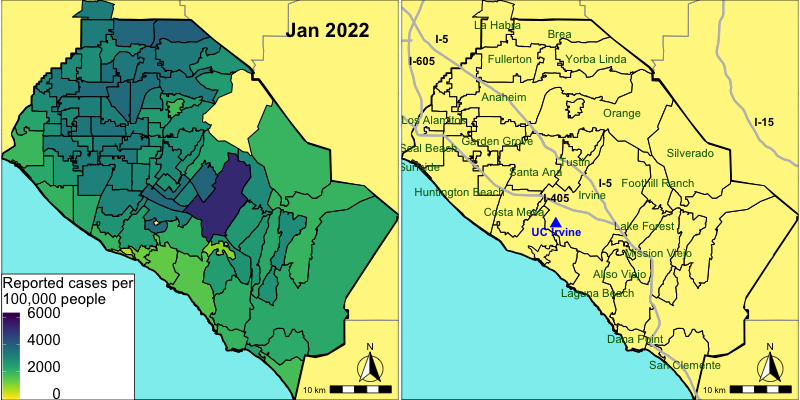 Jan 2022
Reported cases per
100,000 people
6000
4000
2000
0
N
10 km
La Habra
Brea
I-5
I-605
Fullerton
Yorba Linda
Anaheim
Orange
Los Alamitos
I-15
Garden Grove
Seal Beach
Silverado
Tustin
Sunside
Santa Ana
I-5
Foothill Ranch
Huntington Beach
Irvine
I-405
Costa Mesa
Lake Forest
UC Irvine
Mission Viejo
Aliso Viejo
Laguna Beach
Dana Point
San Clemente
N
10 km